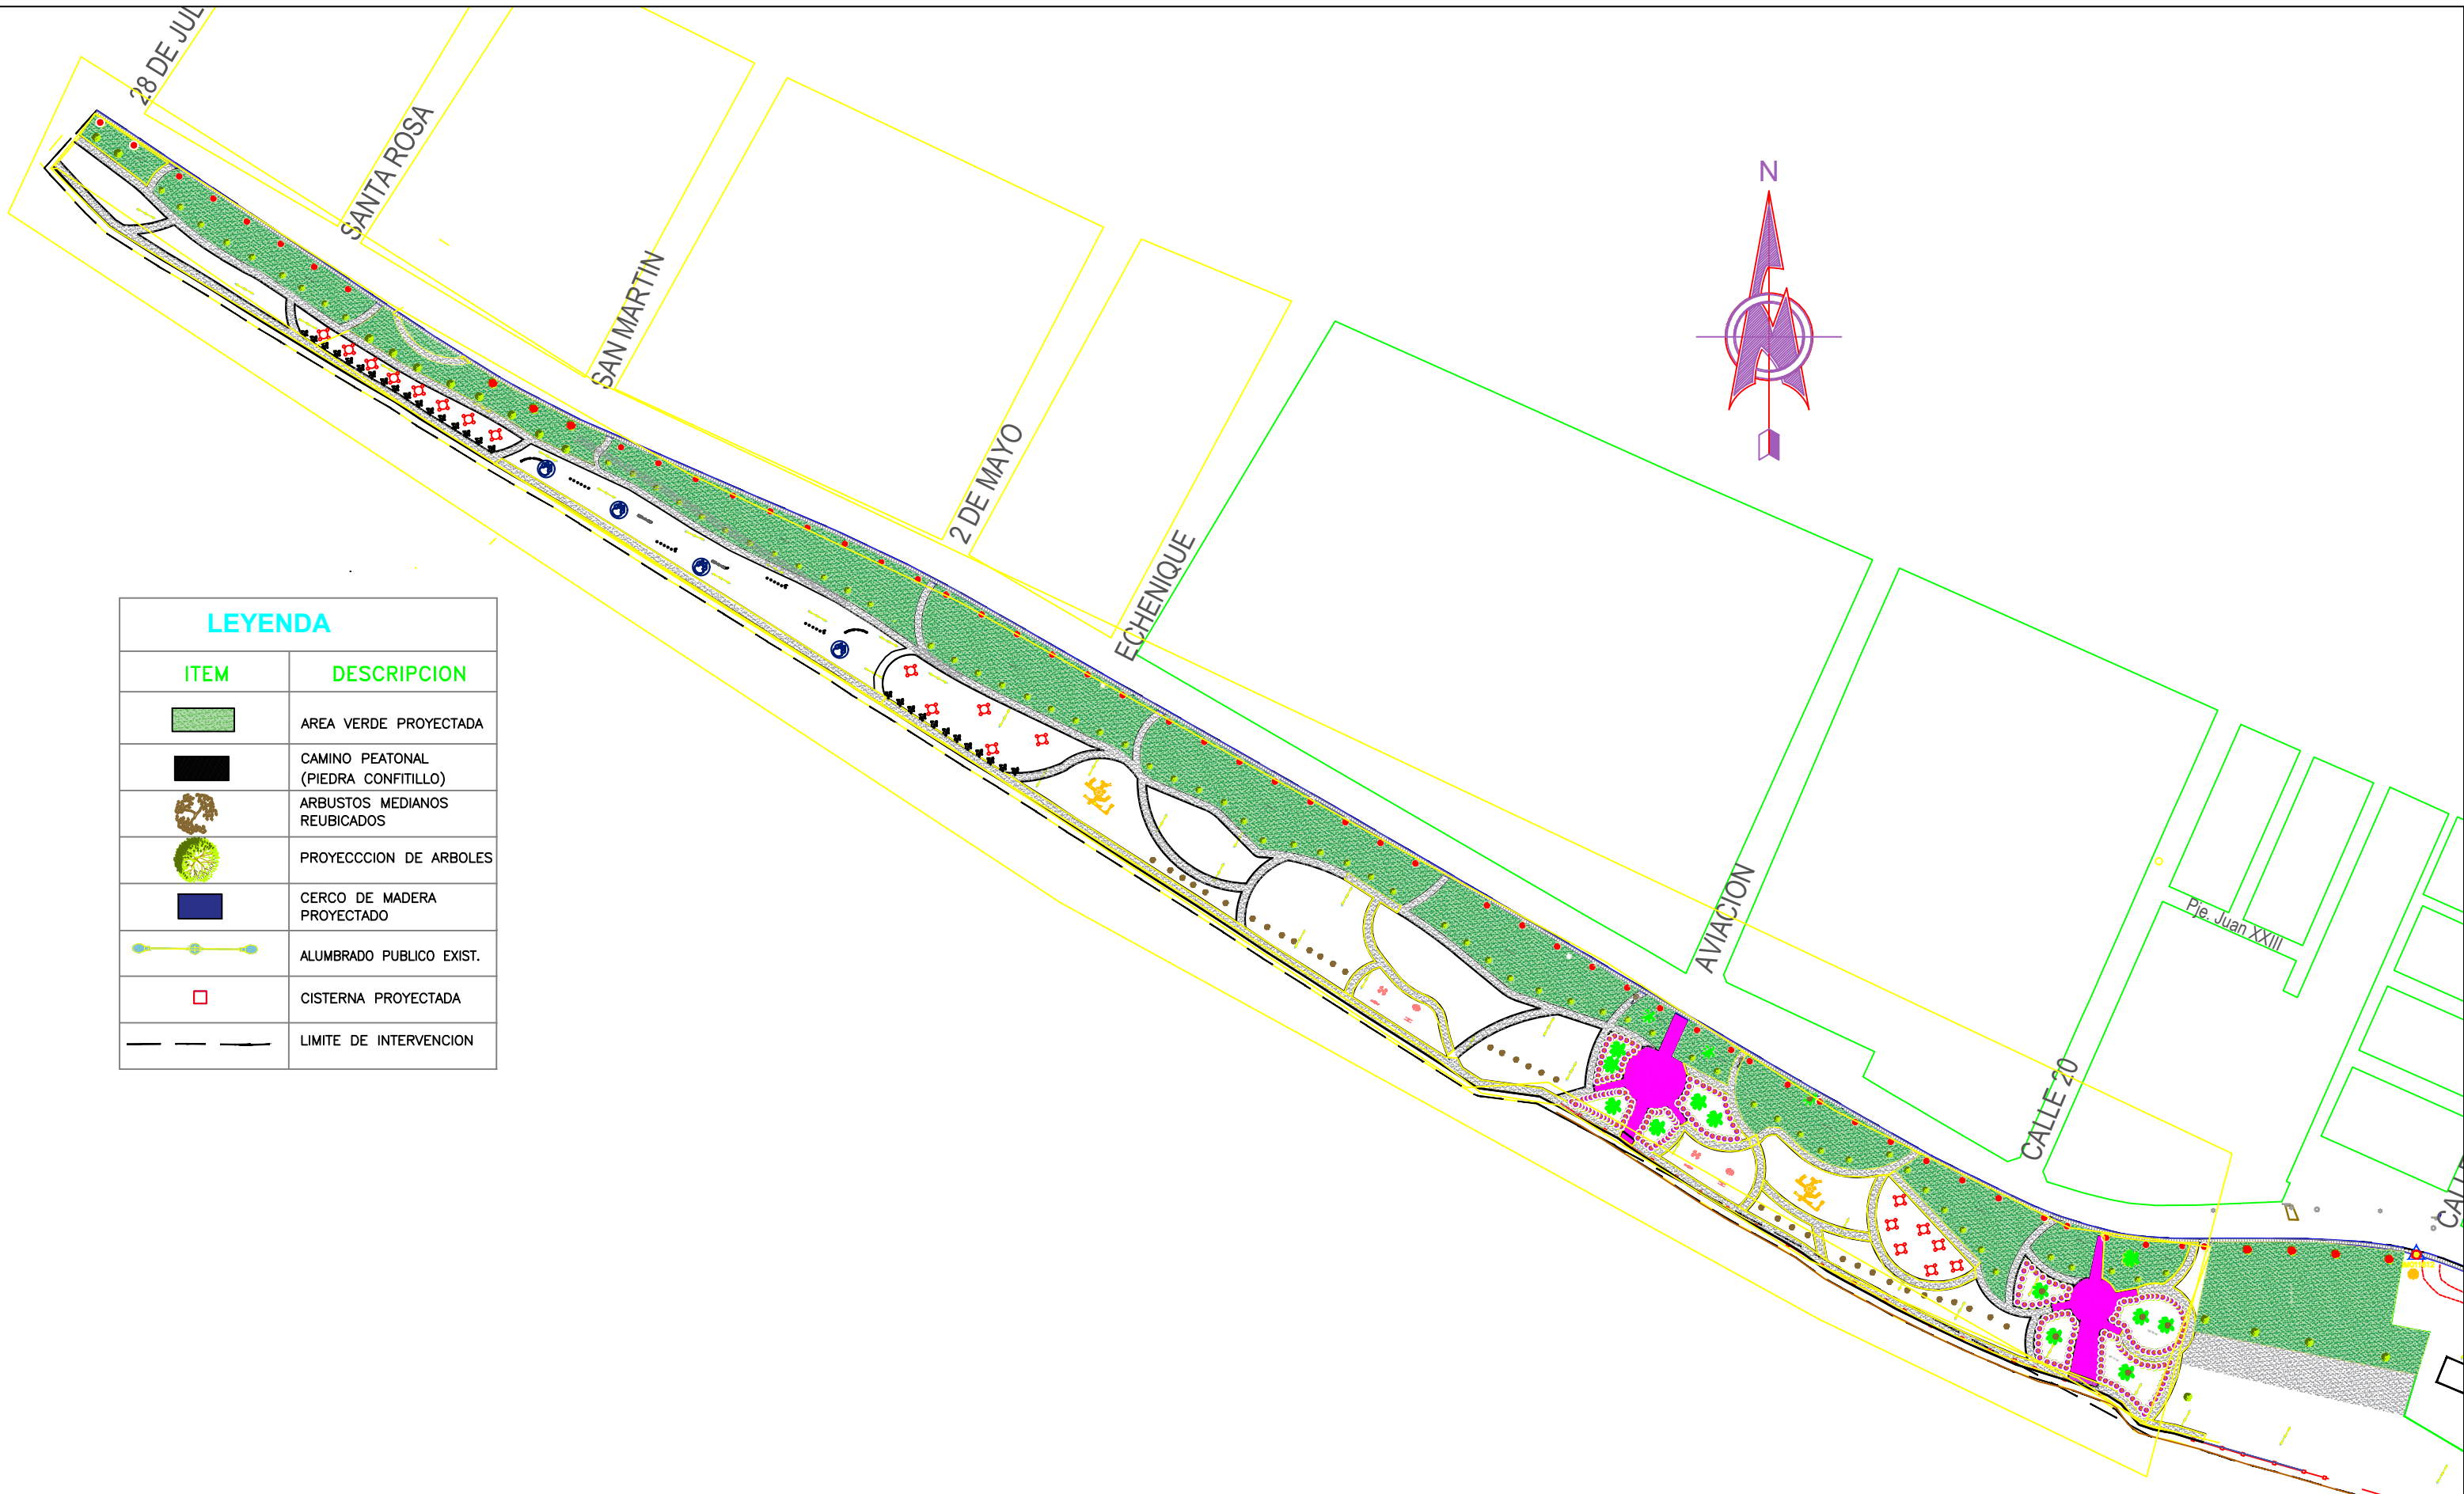 28 DE JUL
SANTA ROSA
SAN MARTIN
2 DE MAYO
ECHENIQUE
N
AVIACION
CALLE 20
Pje. Juan XXIII
LEYENDA
ITEM DESCRIPCION
AREA VERDE PROYECTADA
CAMINO PEATONAL
(PIEDRA CONFITILLO)
ARBUSTOS MEDIANOS
REUBICADOS
PROYECCCION DE ARBOLES
CERCO DE MADERA
PROYECTADO
ALUMBRADO PUBLICO EXIST.
CISTERNA PROYECTADA
LIMITE DE INTERVENCION